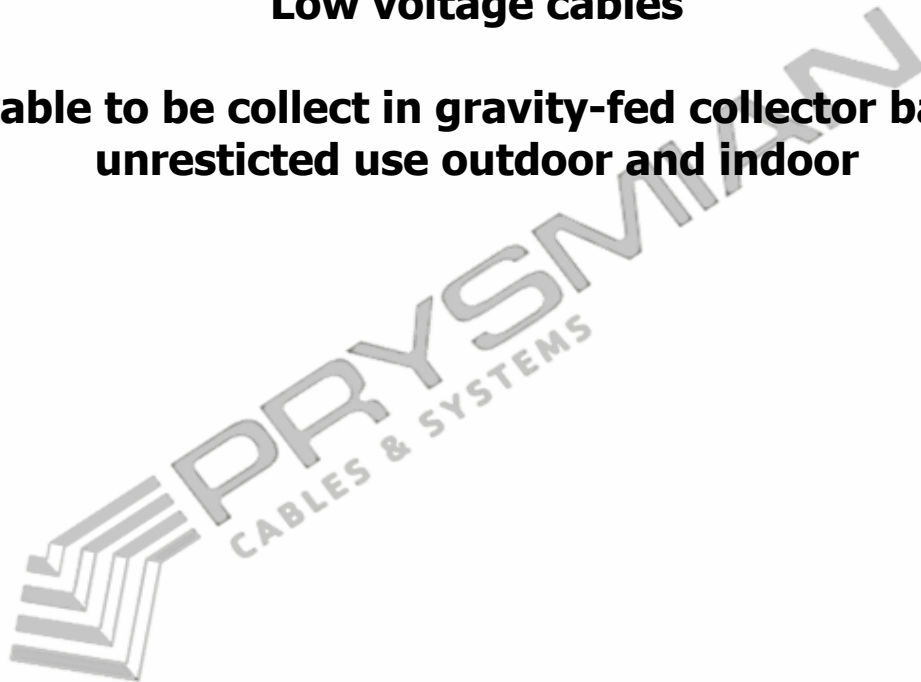 Low voltage cables
able to be collect in gravity-fed collector ba
unresticted use outdoor and indoor
PRYSMIAN
CABLES & SYSTEMS